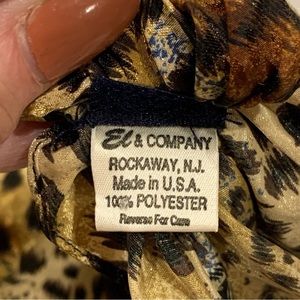 El & COMPANY
ROCKAWAY, N.J.
Made in U.S.A.
100% POLYESTER
Reverse For Care